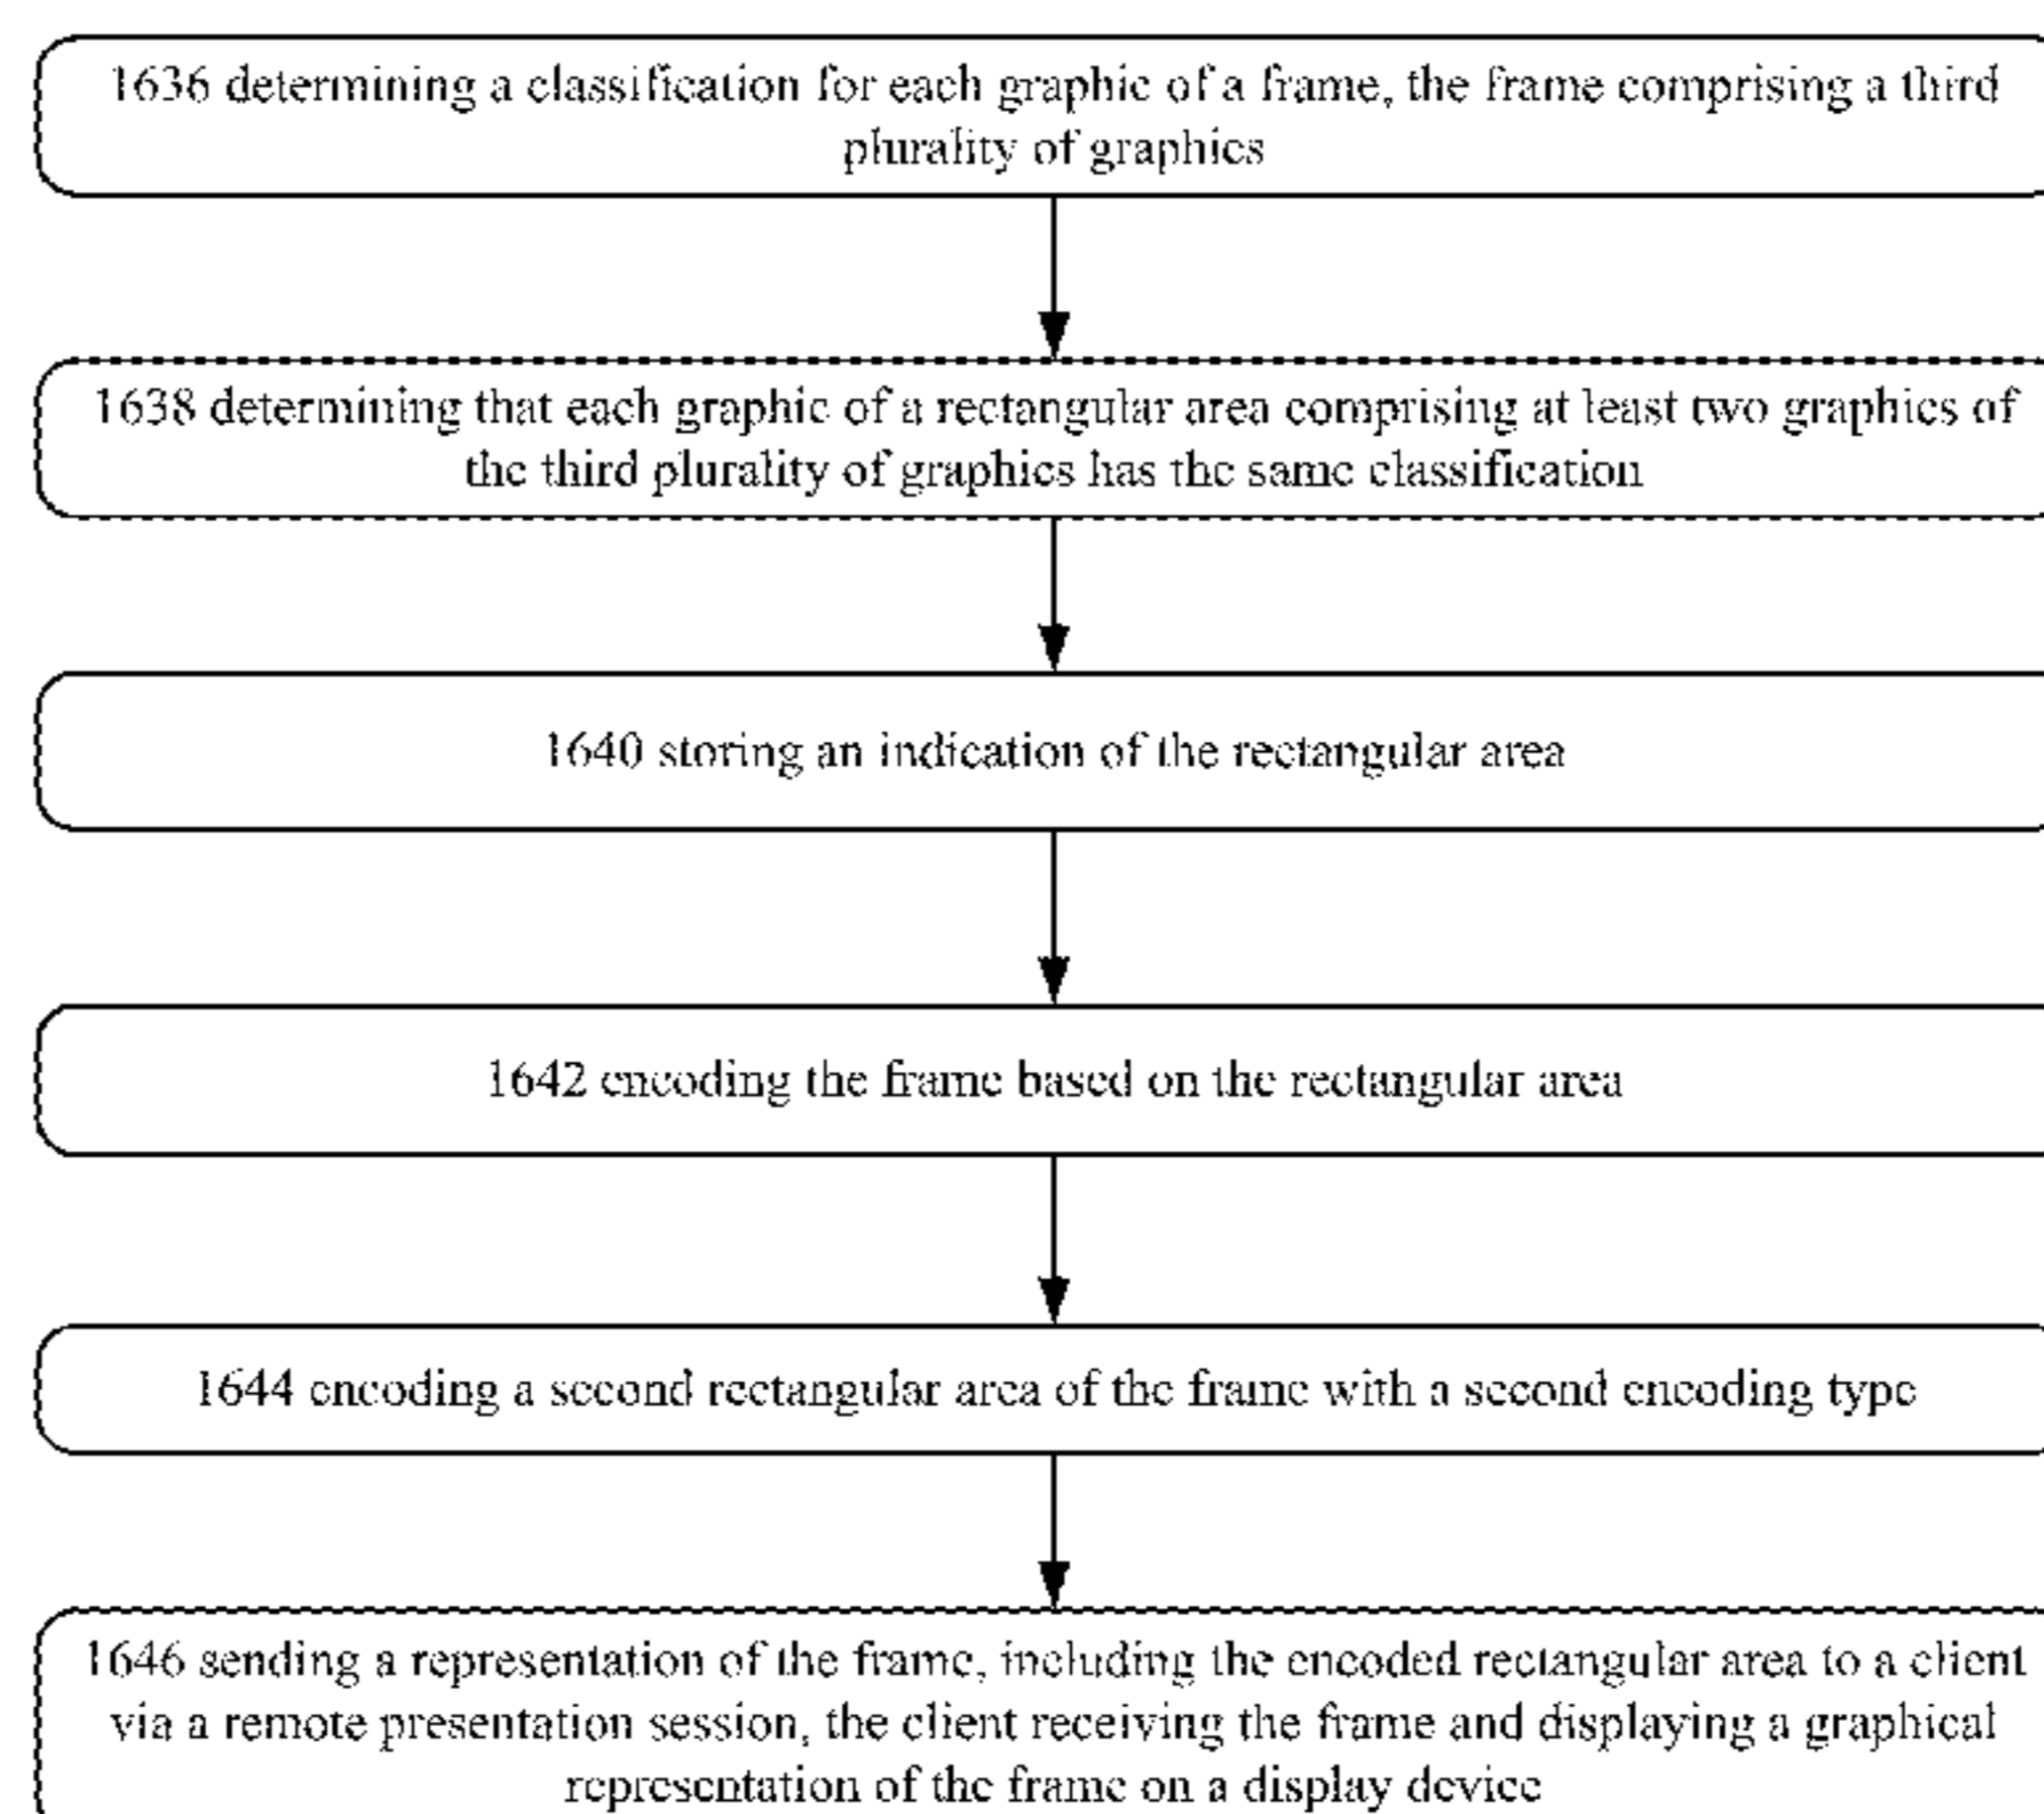 1636 determining a classification for each graphic of a frame, the frame comprising a third
plurality of graphics
1638 determining that each graphic of a rectangular area comprising at least two graphics of
the third plurality of graphics has the same classification
1640 storing an indication of the rectangular area
1642 encoding the frame based on the rectangular area
1644 encoding a second rectangular area of the frame with a second encoding type
1646 sending a representation of the frame, including the encoded rectangular area to a client
via a remote presentation session, the client receiving the frame and displaying a graphical
representation of the frame on a display device